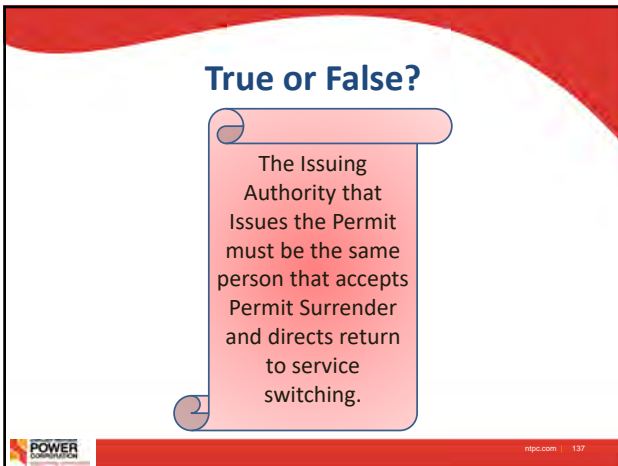 True or False?
The Issuing
Authority that
Issues the Permit
must be the same
person that accepts
Permit Surrender
and directs return
to service
switching.
POWER
CORPORATION
ntpc.com | 137